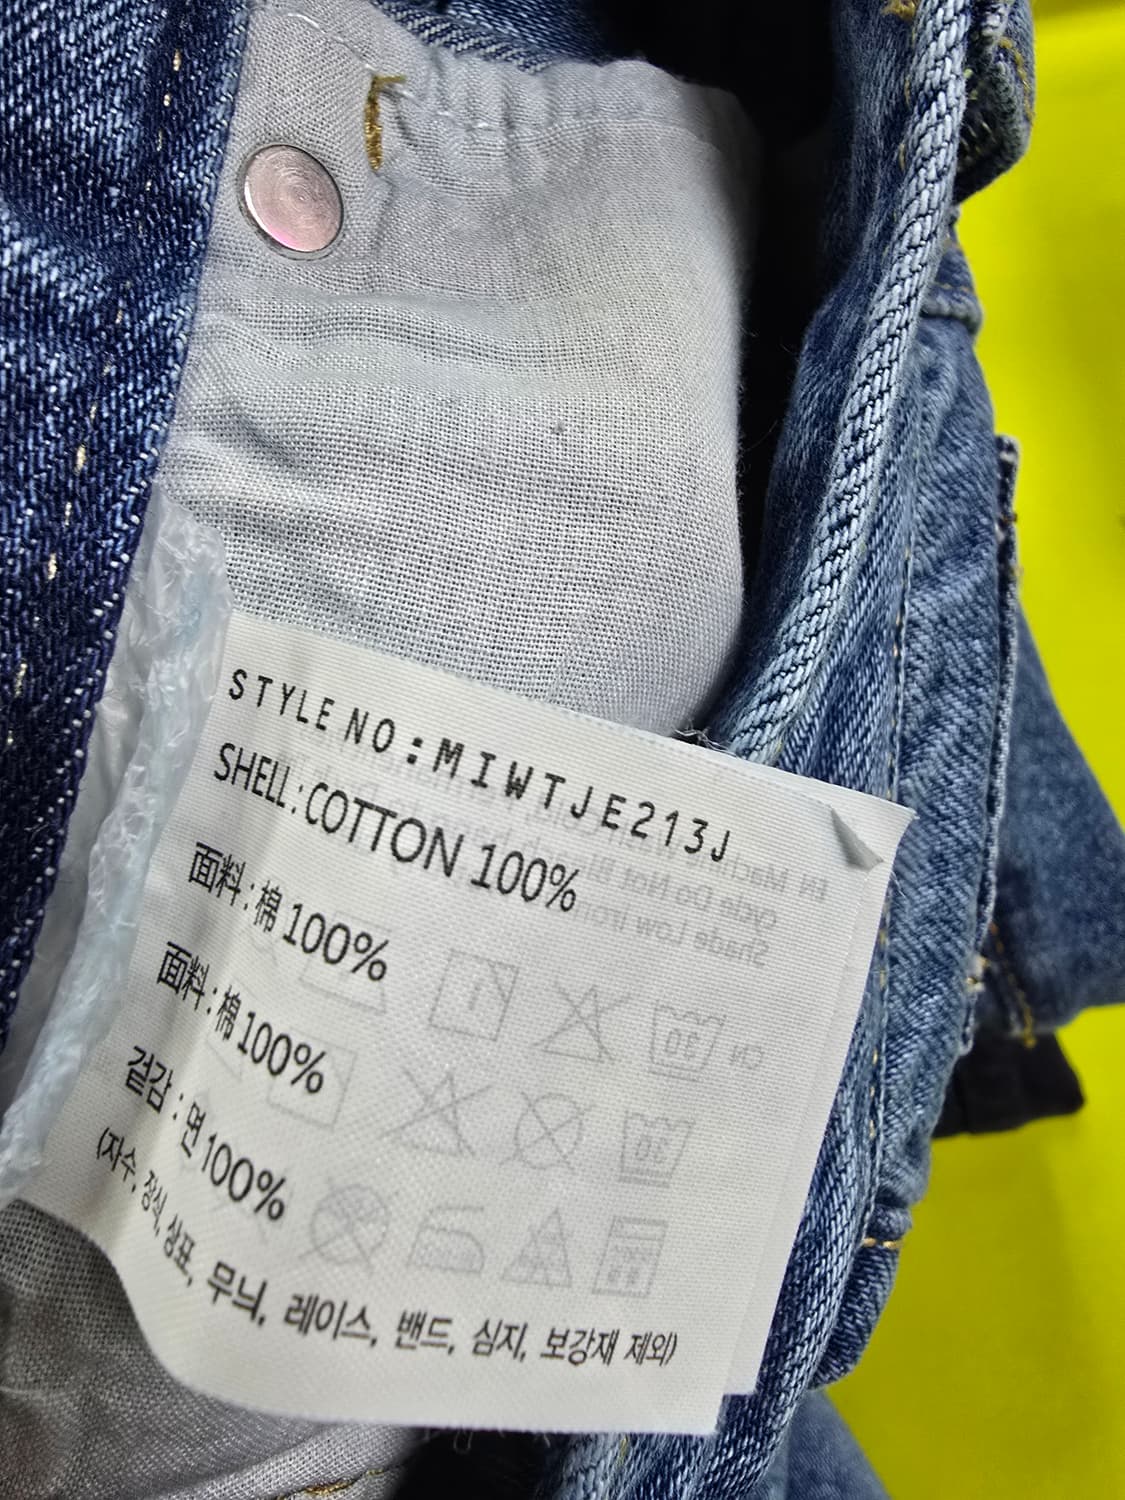 STYLE NO:MIWTJE213J
SHELL:COTTON 100%
面料:棉 100%
面料:棉 100%
겉감:면 100%
(자수, 장식, 상표, 무늬, 레이스, 밴드, 심지, 보강재 제외)